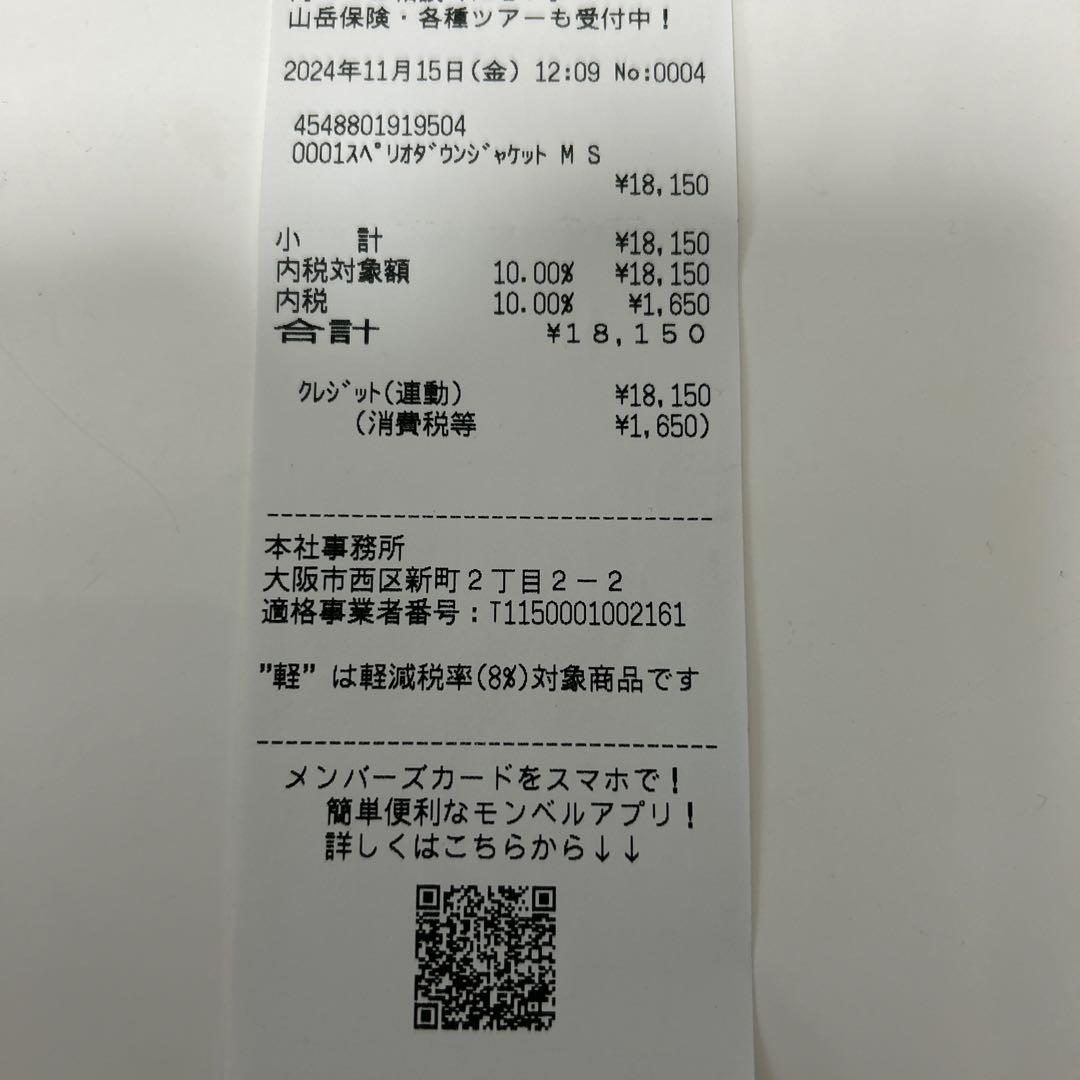 山岳保険・各種ツアーも受付中！
2024年11月15日(金) 12:09 No:0004
4548801919504
0001ｽﾍﾟﾘｵﾀﾞｳﾝｼﾞｬｹｯﾄ M S
¥18,150
小 計 ¥18,150
内税対象額 10.00% ¥18,150
内税 10.00% ¥1,650
合計 ¥18,150
ｸﾚｼﾞｯﾄ(連動) ¥18,150
(消費税等 ¥1,650)
本社事務所
大阪市西区新町２丁目２－２
適格事業者番号：T1150001002161
”軽” は軽減税率(8%)対象商品です
メンバーズカードをスマホで！
簡単便利なモンベルアプリ！
詳しくはこちらから↓↓